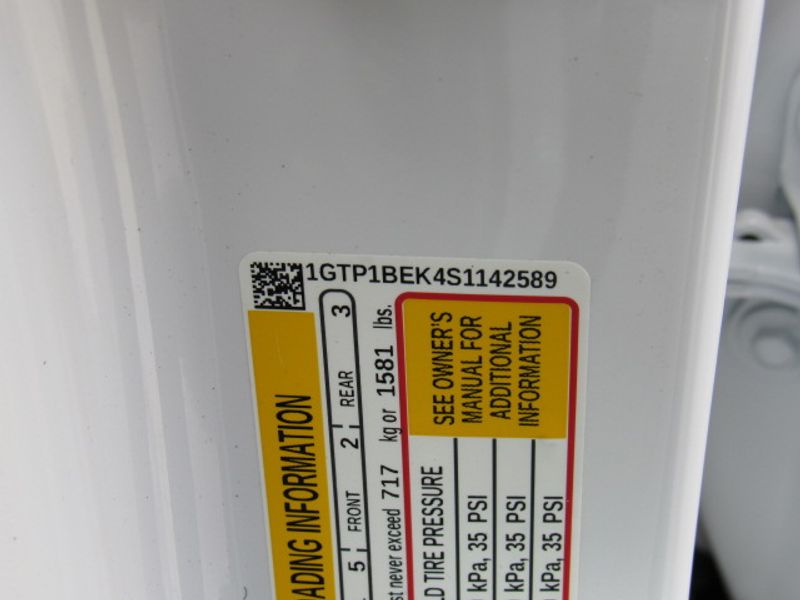 1GTP1BEK4S1142589
ADING INFORMATION
5 FRONT 2 REAR 3
never exceed 717 kg or 1581 lbs.
TIRE PRESSURE
SEE OWNER'S
MANUAL FOR
ADDITIONAL
INFORMATION
kPa, 35 PSI
kPa, 35 PSI
kPa, 35 PSI